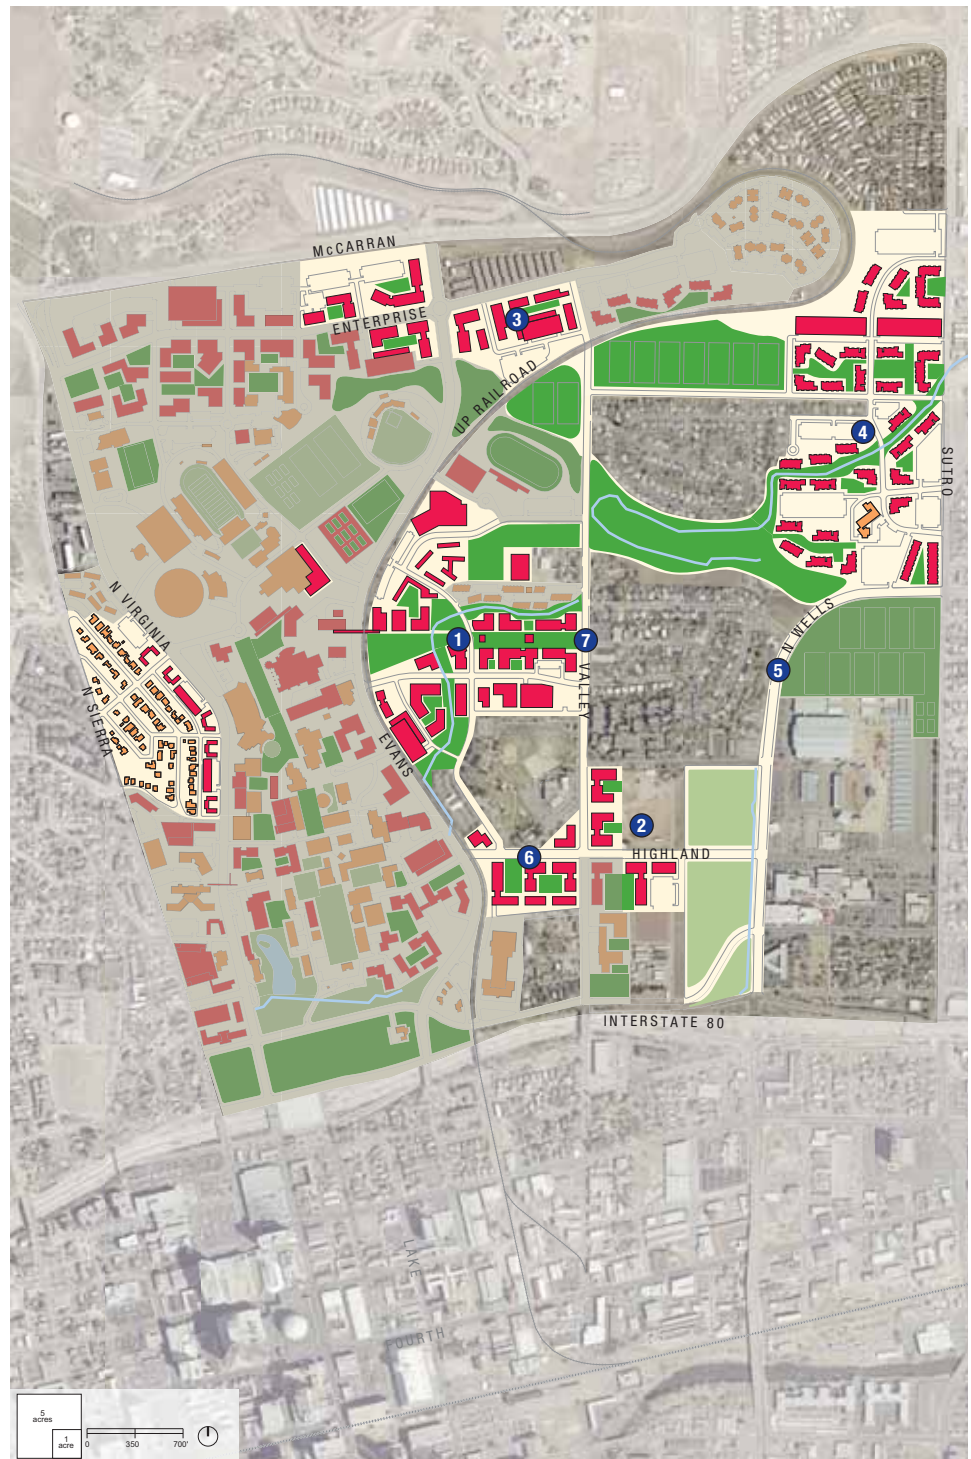 McCARRAN
ENTERPRISE
3
UP RAILROAD
4
SUTRO
N VIRGINIA
N SIERRA
1
7
N WELLS
5
VALLEY
EVANS
2
HIGHLAND
6
INTERSTATE 80
LAKE
FOURTH
5
acres
1
acre
0 350 700'